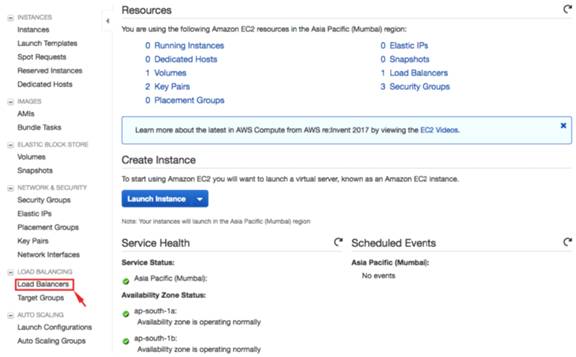 INSTANCES
Instances
Launch Templates
Spot Requests
Reserved Instances
Dedicated Hosts
IMAGES
AMIs
Bundle Tasks
ELASTIC BLOCK STORE
Volumes
Snapshots
NETWORK & SECURITY
Security Groups
Elastic IPs
Placement Groups
Key Pairs
Network Interfaces
LOAD BALANCING
Load Balancers
Target Groups
AUTO SCALING
Launch Configurations
Auto Scaling Groups
Resources
You are using the following Amazon EC2 resources in the Asia Pacific (Mumbai) region:
0 Running Instances
0 Dedicated Hosts
1 Volumes
2 Key Pairs
0 Placement Groups
0 Elastic IPs
0 Snapshots
1 Load Balancers
3 Security Groups
Learn more about the latest in AWS Compute from AWS re:Invent 2017 by viewing the EC2 Videos.
Create Instance
To start using Amazon EC2 you will want to launch a virtual server, known as an Amazon EC2 instance.
Launch Instance
Note: Your instances will launch in the Asia Pacific (Mumbai) region
Service Health
Service Status:
Asia Pacific (Mumbai):
Availability Zone Status:
ap-south-1a:
Availability zone is operating normally
ap-south-1b:
Availability zone is operating normally
Scheduled Events
Asia Pacific (Mumbai):
No events